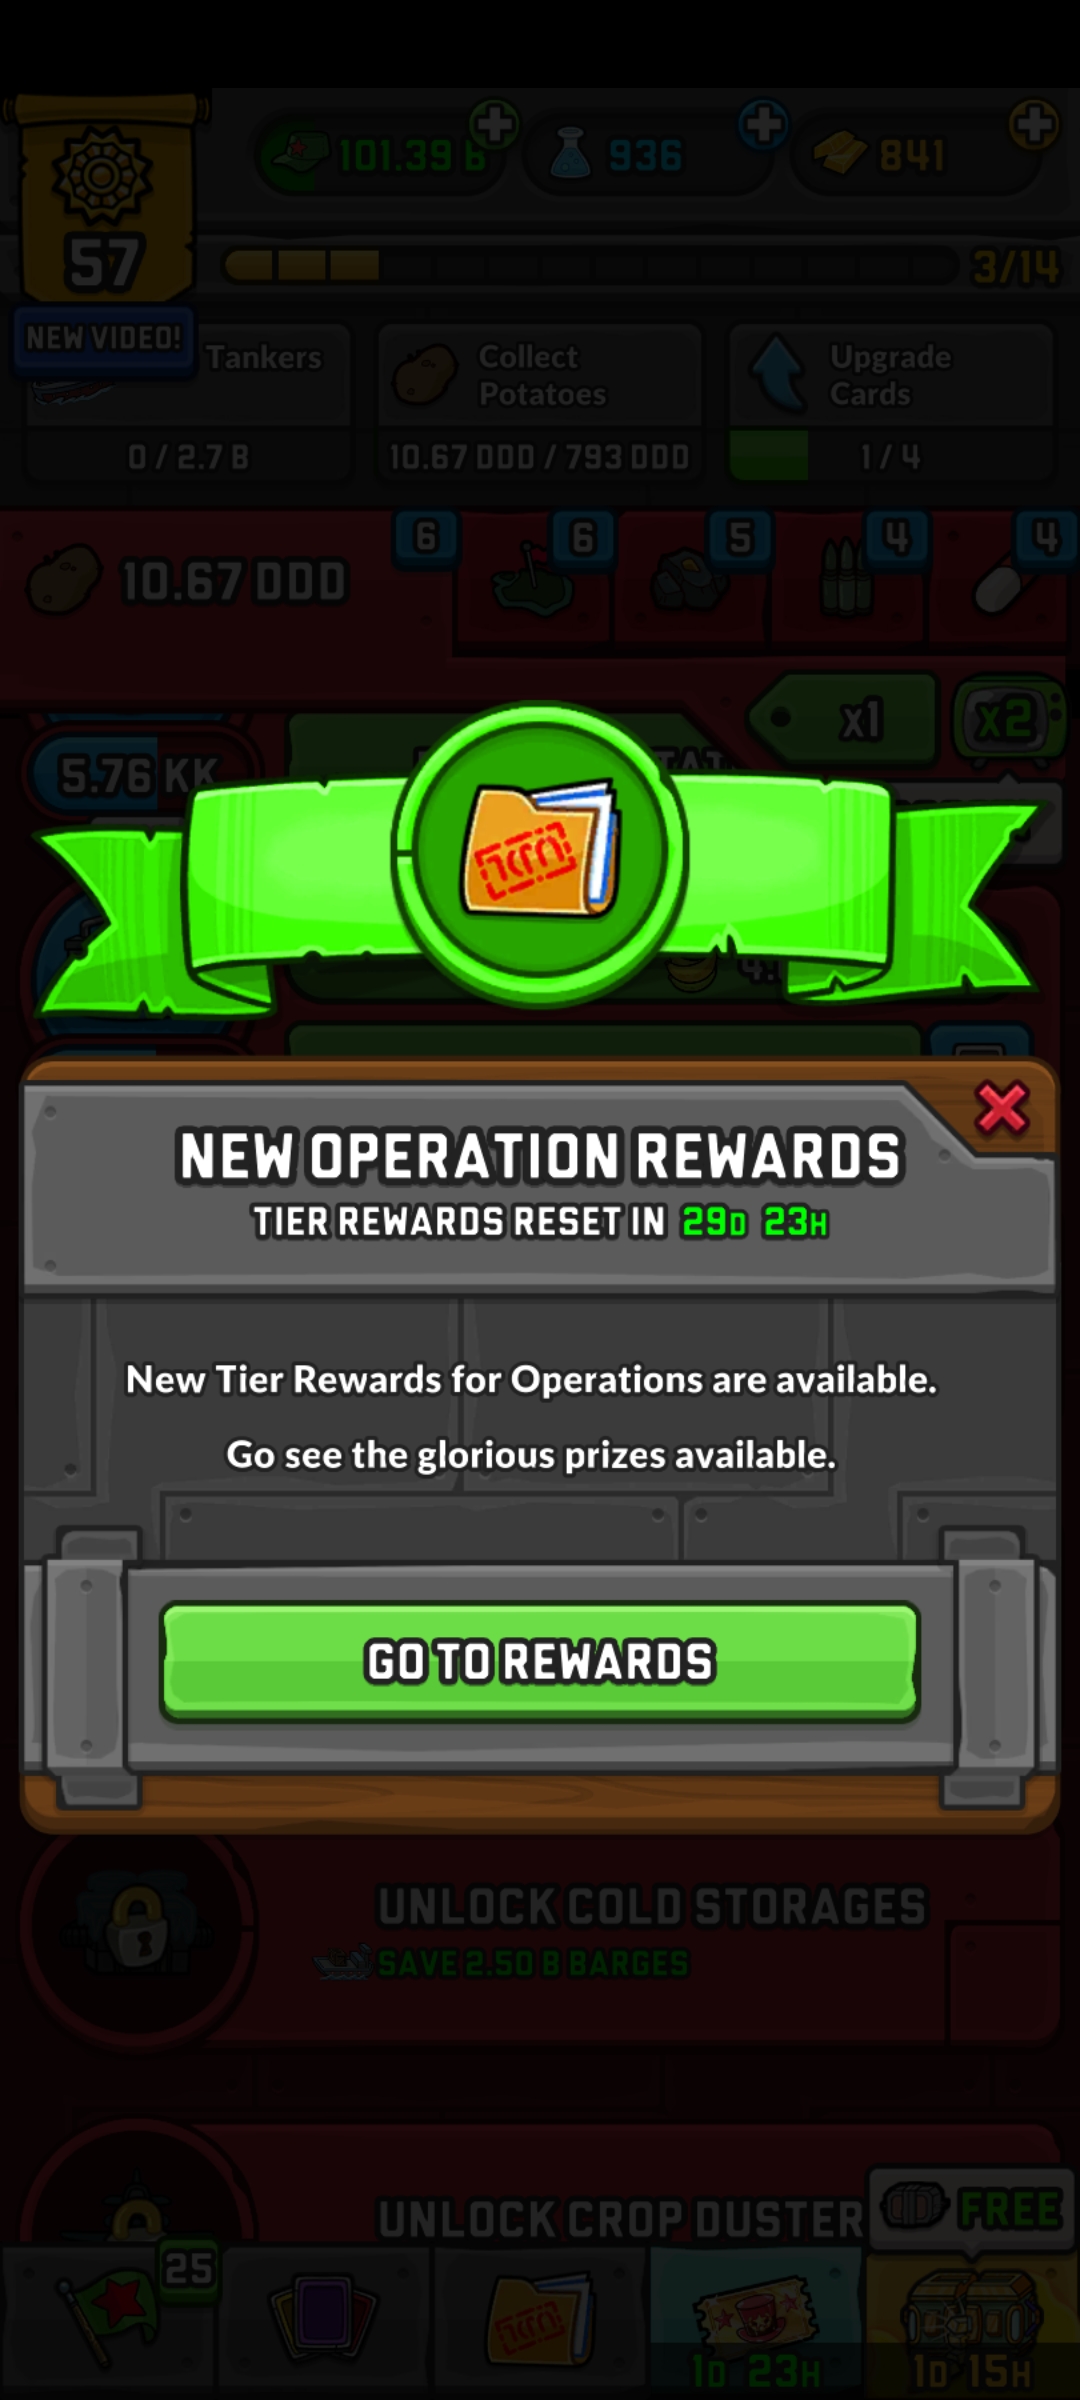 101.39 B
936
841
57
3/14
NEW VIDEO!
Tankers
Collect
Potatoes
Upgrade
Cards
0 / 2.7 B
10.67 DDD / 793 DDD
1 / 4
6
6
5
4
4
10.67 DDD
x1
x2
5.76 KK
NEW OPERATION REWARDS
TIER REWARDS RESET IN 29D 23H
New Tier Rewards for Operations are available.
Go see the glorious prizes available.
GO TO REWARDS
UNLOCK COLD STORAGES
SAVE 2.50 B BARGES
UNLOCK CROP DUSTER
FREE
25
1D 23H
1D 15H